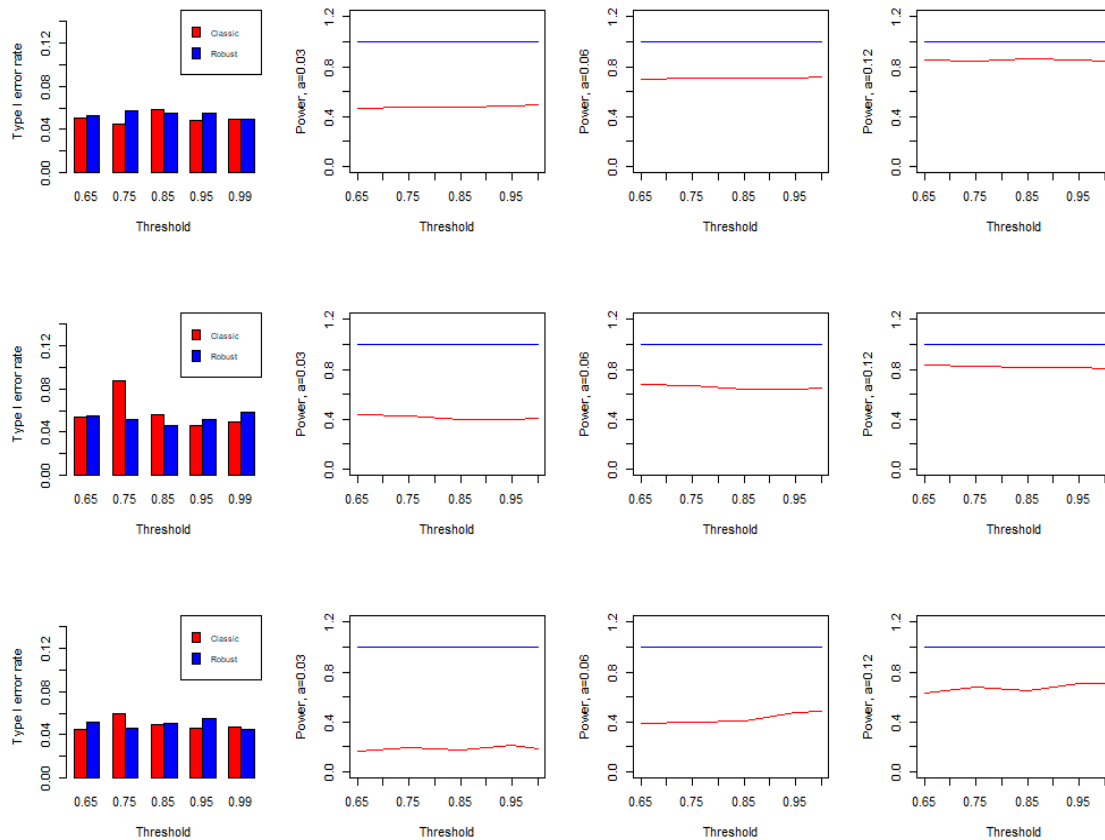 Type I error rate
0.00 0.04 0.08 0.12
Classic
Robust
0.65 0.75 0.85 0.95 0.99
Threshold
Power, a=0.03
0.0 0.4 0.8 1.2
0.65 0.75 0.85 0.95
Threshold
Power, a=0.06
0.0 0.4 0.8 1.2
0.65 0.75 0.85 0.95
Threshold
Power, a=0.12
0.0 0.4 0.8 1.2
0.65 0.75 0.85 0.95
Threshold
Type I error rate
0.00 0.04 0.08 0.12
Classic
Robust
0.65 0.75 0.85 0.95 0.99
Threshold
Power, a=0.03
0.0 0.4 0.8 1.2
0.65 0.75 0.85 0.95
Threshold
Power, a=0.06
0.0 0.4 0.8 1.2
0.65 0.75 0.85 0.95
Threshold
Power, a=0.12
0.0 0.4 0.8 1.2
0.65 0.75 0.85 0.95
Threshold
Type I error rate
0.00 0.04 0.08 0.12
Classic
Robust
0.65 0.75 0.85 0.95 0.99
Threshold
Power, a=0.03
0.0 0.4 0.8 1.2
0.65 0.75 0.85 0.95
Threshold
Power, a=0.06
0.0 0.4 0.8 1.2
0.65 0.75 0.85 0.95
Threshold
Power, a=0.12
0.0 0.4 0.8 1.2
0.65 0.75 0.85 0.95
Threshold